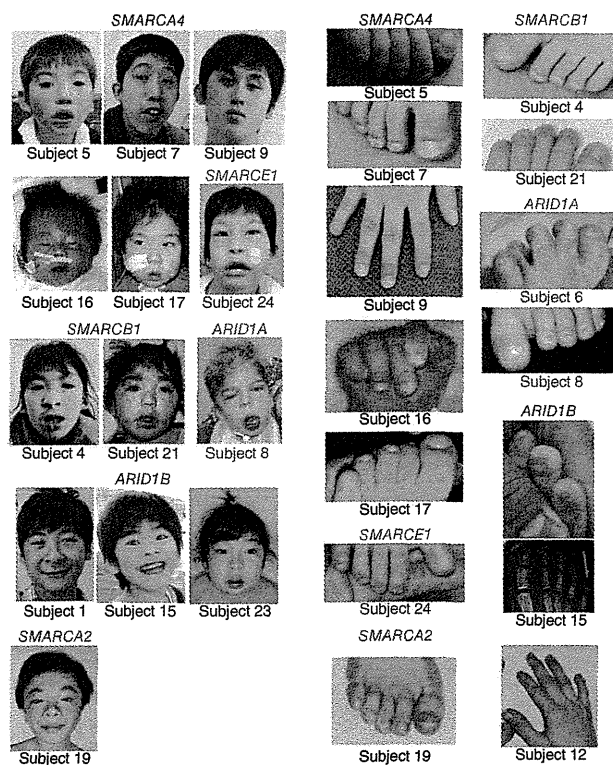 SMARCA4
Subject 5 Subject 7 Subject 9
SMARCE1
Subject 16 Subject 17 Subject 24
SMARCB1 ARID1A
Subject 4 Subject 21 Subject 8
ARID1B
Subject 1 Subject 15 Subject 23
SMARCA2
Subject 19
SMARCA4
Subject 5
Subject 7
Subject 9
Subject 16
Subject 17
SMARCE1
Subject 24
SMARCA2
Subject 19
SMARCB1
Subject 4
Subject 21
ARID1A
Subject 6
Subject 8
ARID1B
Subject 15
Subject 12